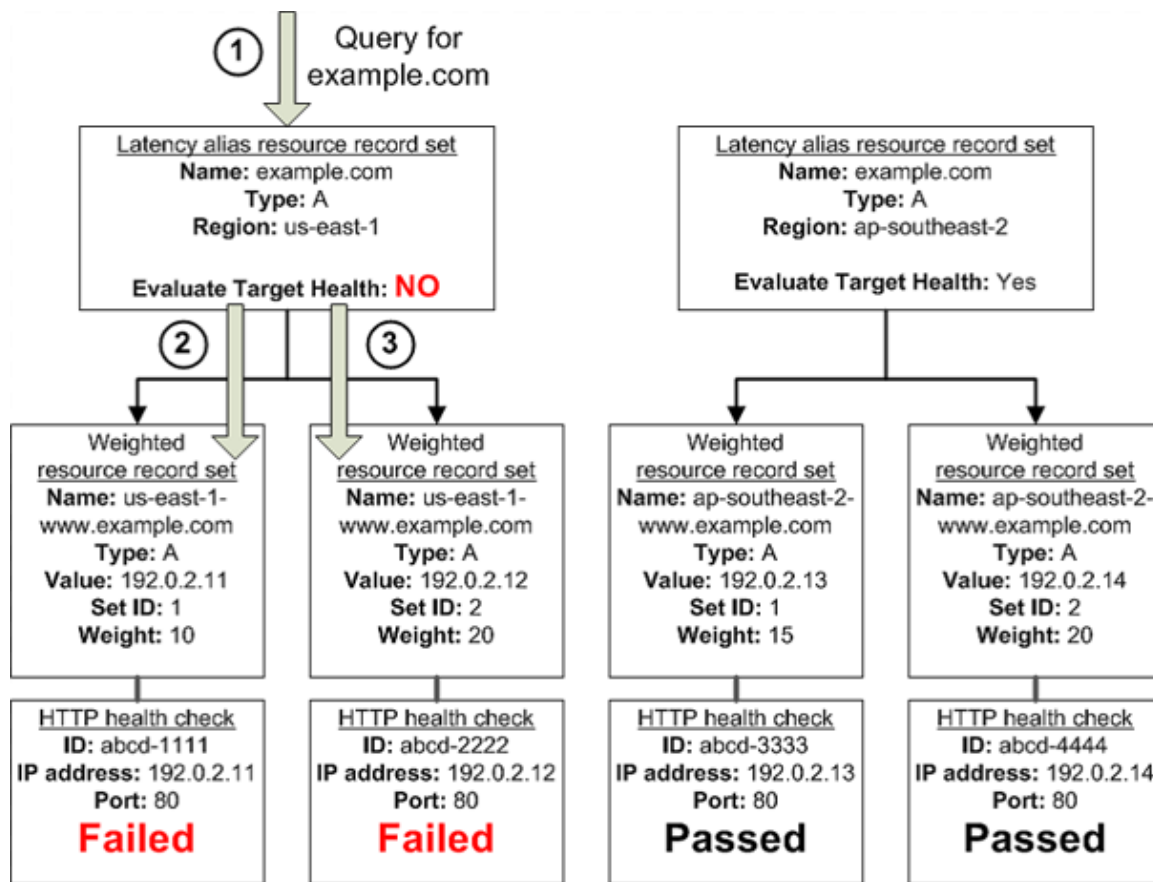 1
Query for
example.com
Latency alias resource record set
Name: example.com
Type: A
Region: us-east-1
Evaluate Target Health: NO
Latency alias resource record set
Name: example.com
Type: A
Region: ap-southeast-2
Evaluate Target Health: Yes
2
3
Weighted
resource record set
Name: us-east-1-
www.example.com
Type: A
Value: 192.0.2.11
Set ID: 1
Weight: 10
Weighted
resource record set
Name: us-east-1-
www.example.com
Type: A
Value: 192.0.2.12
Set ID: 2
Weight: 20
Weighted
resource record set
Name: ap-southeast-2-
www.example.com
Type: A
Value: 192.0.2.13
Set ID: 1
Weight: 15
Weighted
resource record set
Name: ap-southeast-2-
www.example.com
Type: A
Value: 192.0.2.14
Set ID: 2
Weight: 20
HTTP health check
ID: abcd-1111
IP address: 192.0.2.11
Port: 80
Failed
HTTP health check
ID: abcd-2222
IP address: 192.0.2.12
Port: 80
Failed
HTTP health check
ID: abcd-3333
IP address: 192.0.2.13
Port: 80
Passed
HTTP health check
ID: abcd-4444
IP address: 192.0.2.14
Port: 80
Passed